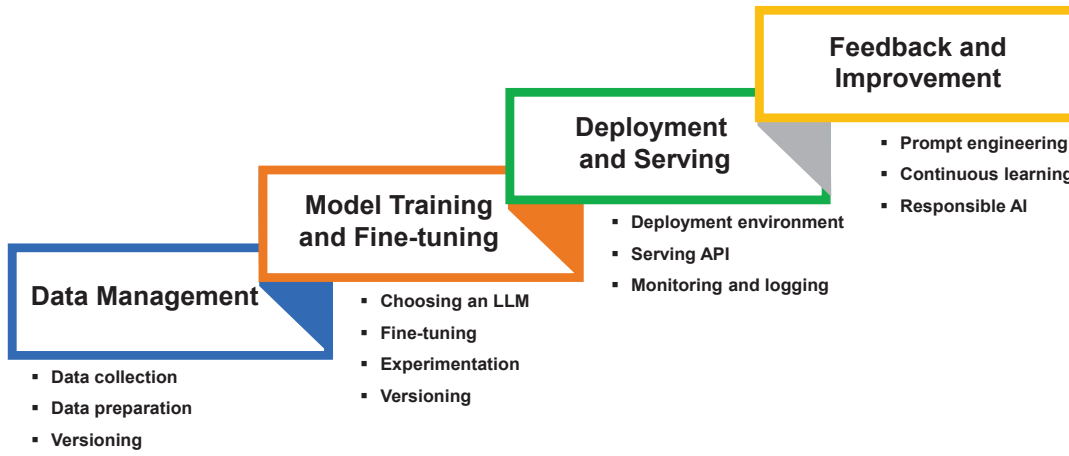 Data Management
▪ Data collection
▪ Data preparation
▪ Versioning
Model Training
and Fine-tuning
▪ Choosing an LLM
▪ Fine-tuning
▪ Experimentation
▪ Versioning
Deployment
and Serving
▪ Deployment environment
▪ Serving API
▪ Monitoring and logging
Feedback and
Improvement
▪ Prompt engineering
▪ Continuous learning
▪ Responsible AI